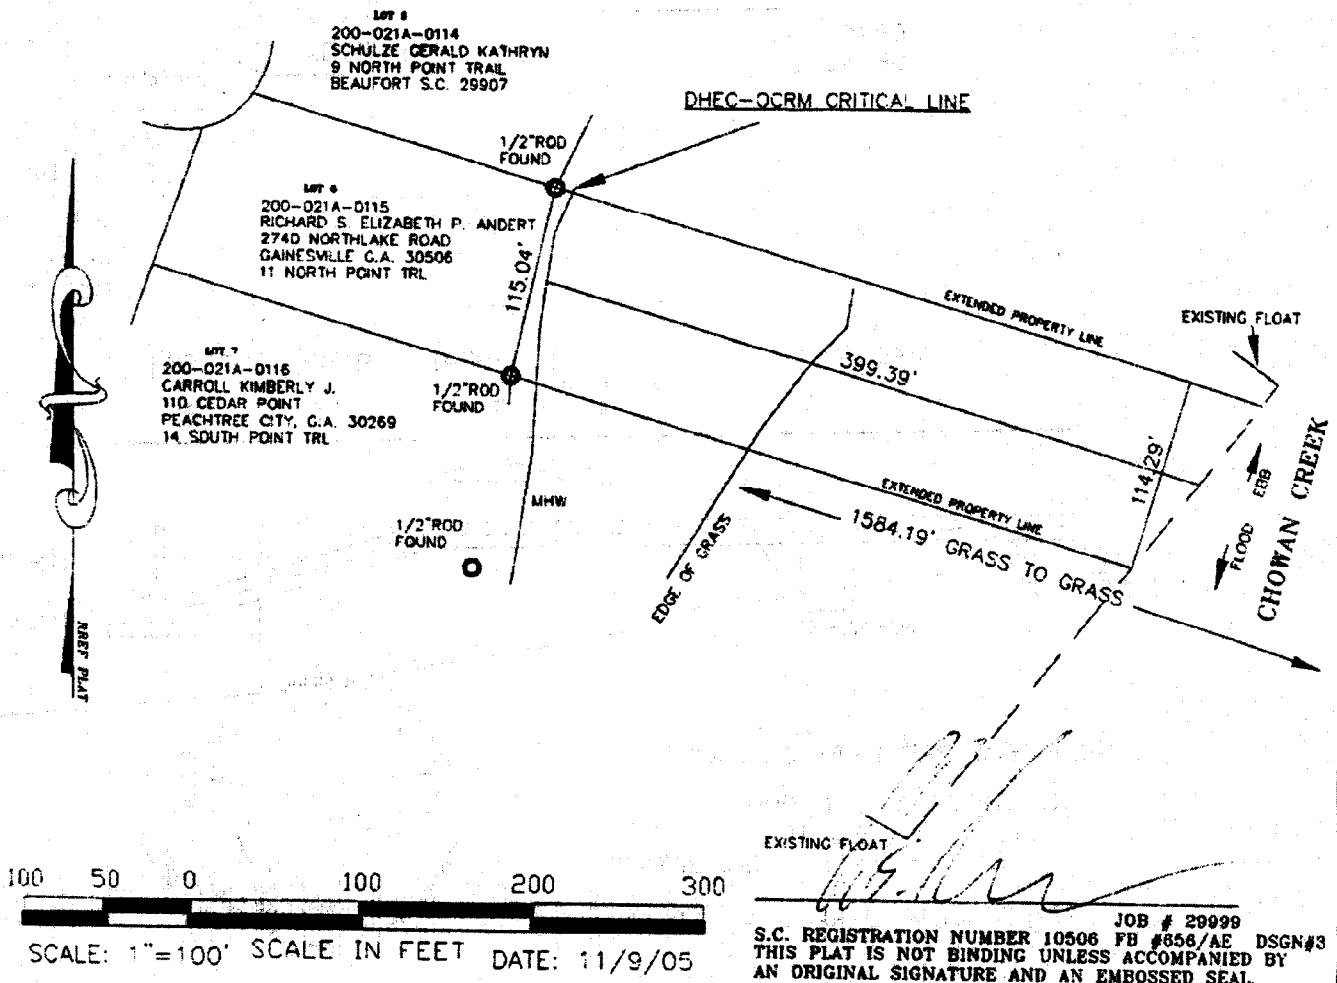 LOT 5
200-021A-0114
SCHULZE GERALD KATHRYN
9 NORTH POINT TRAIL
BEAUFORT S.C. 29907
DHEC-OCRM CRITICAL LINE
1/2"ROD
FOUND
LOT 6
200-021A-0115
RICHARD S. ELIZABETH P. ANDERT
2740 NORTHLAKE ROAD
GAINESVILLE G.A. 30506
11 NORTH POINT TRL
115.04'
EXTENDED PROPERTY LINE
EXISTING FLOAT
LOT 7
200-021A-0116
CARROLL KIMBERLY J.
110 CEDAR POINT
PEACHTREE CITY, G.A. 30269
14 SOUTH POINT TRL
1/2"ROD
FOUND
399.39'
114.29'
EBB
FLOOD
CHOWAN CREEK
MHW
EXTENDED PROPERTY LINE
1584.19' GRASS TO GRASS
EDGE OF GRASS
1/2"ROD
FOUND
RREF PLAT
EXISTING FLOAT
100 50 0 100 200 300
SCALE: 1"=100' SCALE IN FEET DATE: 11/9/05
JOB # 29999
S.C. REGISTRATION NUMBER 10506 FB #656/AE DSGN#3
THIS PLAT IS NOT BINDING UNLESS ACCOMPANIED BY
AN ORIGINAL SIGNATURE AND AN EMBOSSED SEAL.